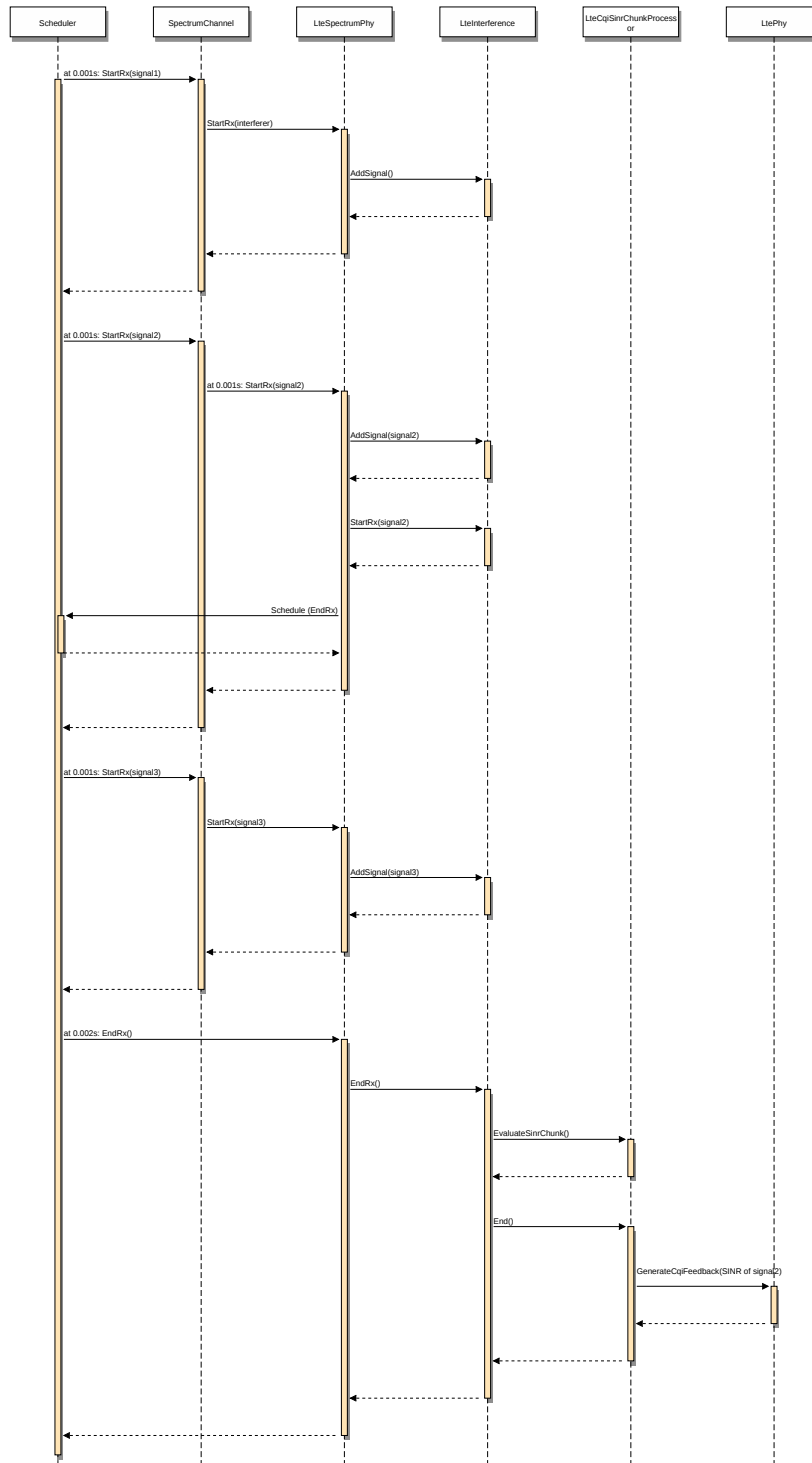 Scheduler
SpectrumChannel
LteSpectrumPhy
LteInterference
LteCqiSinrChunkProcess
or
LtePhy
at 0.001s: StartRx(signal1)
StartRx(interferer)
AddSignal()
at 0.001s: StartRx(signal2)
at 0.001s: StartRx(signal2)
AddSignal(signal2)
StartRx(signal2)
Schedule (EndRx)
at 0.001s: StartRx(signal3)
StartRx(signal3)
AddSignal(signal3)
at 0.002s: EndRx()
EndRx()
EvaluateSinrChunk()
End()
GenerateCqiFeedback(SINR of signal2)